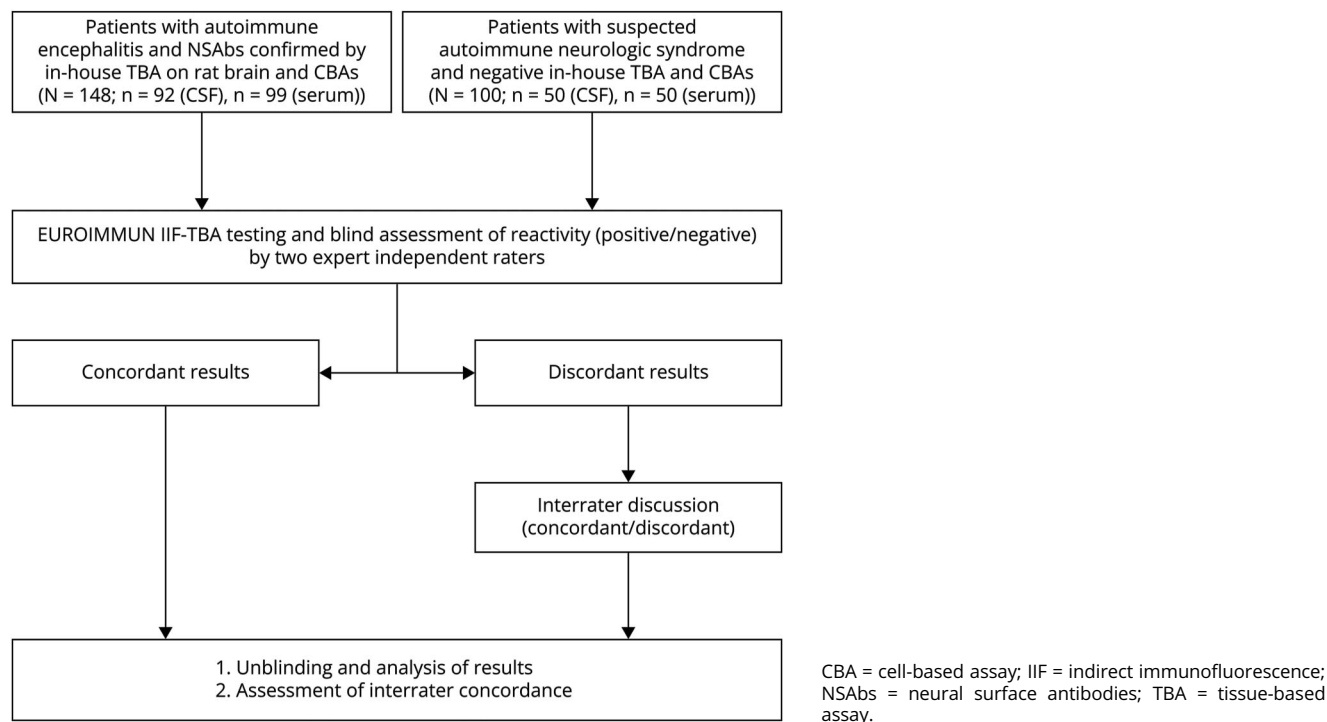 Patients with autoimmune
encephalitis and NSAbs confirmed by
in-house TBA on rat brain and CBAs
(N = 148; n = 92 (CSF), n = 99 (serum))
Patients with suspected
autoimmune neurologic syndrome
and negative in-house TBA and CBAs
(N = 100; n = 50 (CSF), n = 50 (serum))
EUROIMMUN IIF-TBA testing and blind assessment of reactivity (positive/negative)
by two expert independent raters
Concordant results
Discordant results
Interrater discussion
(concordant/discordant)
1. Unblinding and analysis of results
2. Assessment of interrater concordance
CBA = cell-based assay; IIF = indirect immunofluorescence;
NSAbs = neural surface antibodies; TBA = tissue-based
assay.